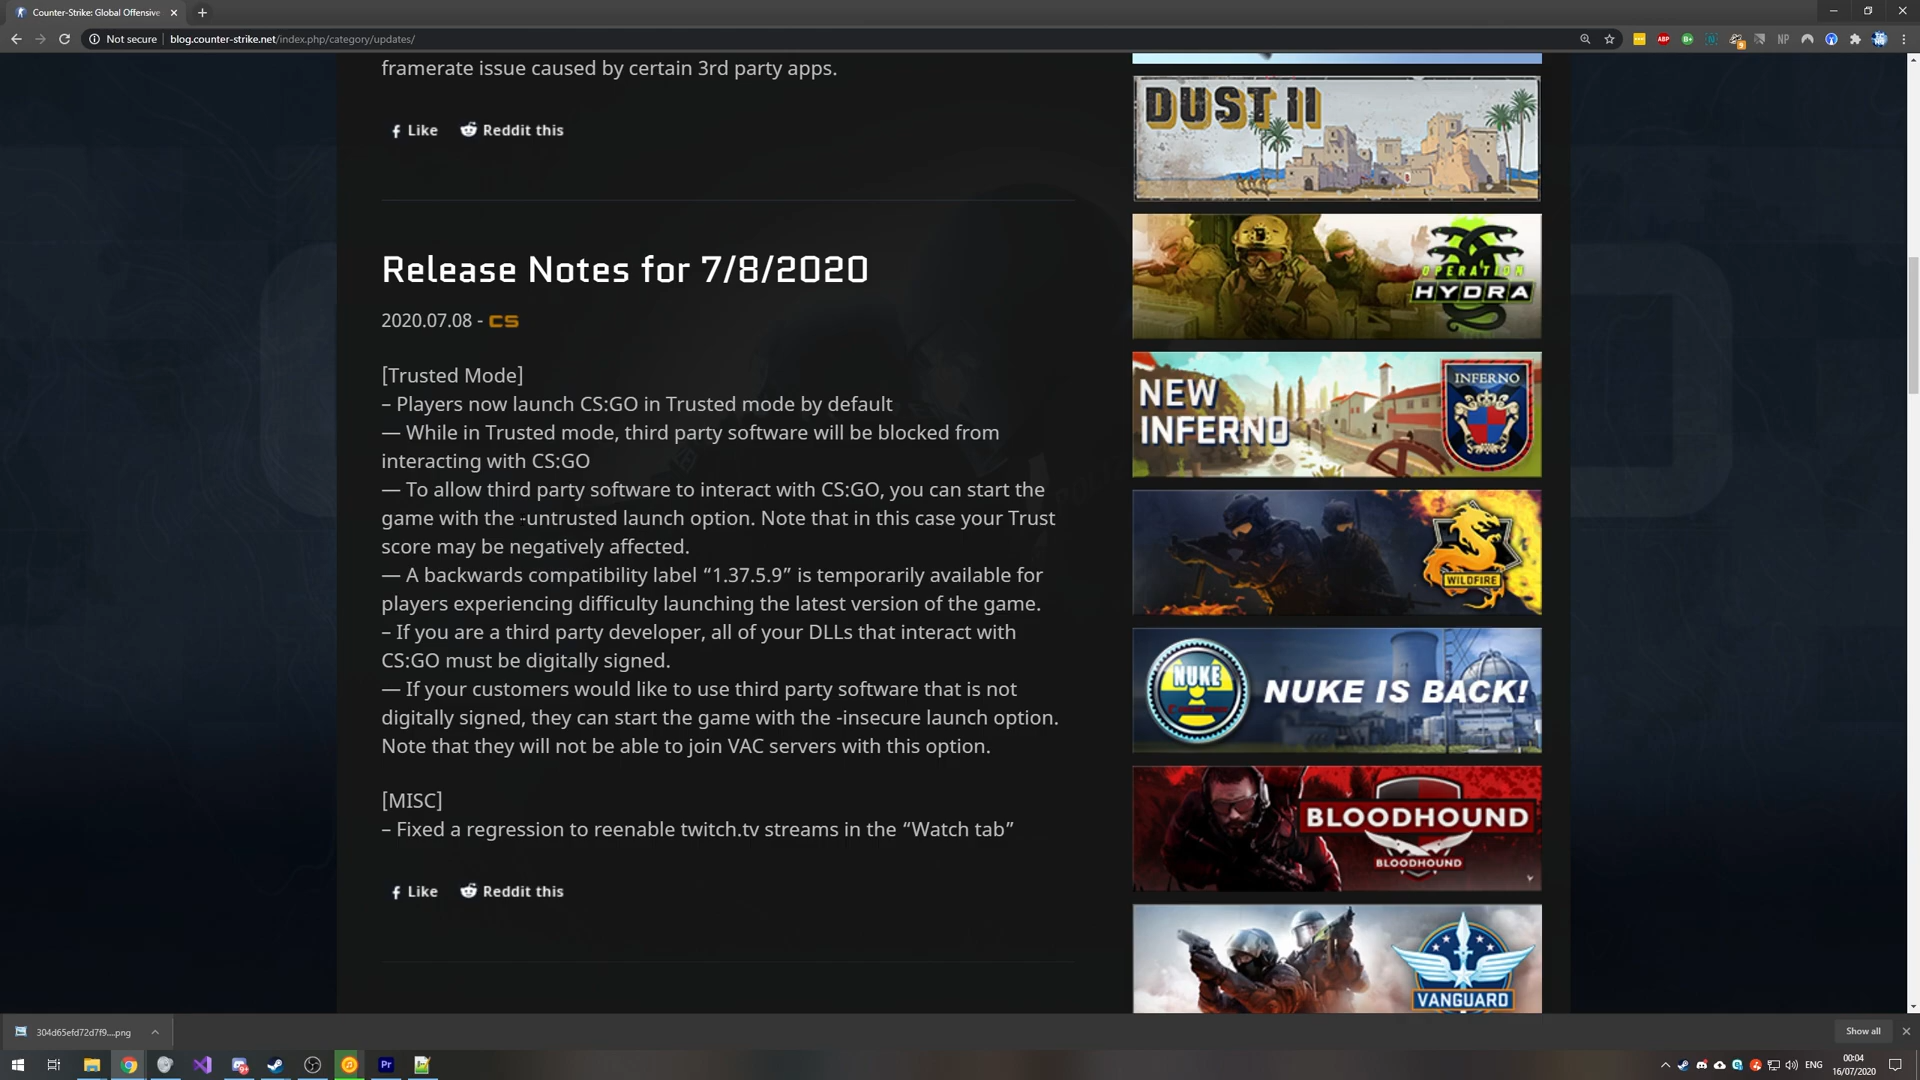 Counter-Strike: Global Offensive
Not secure
blog.counter-strike.net/index.php/category/updates/
ABP
NP
framerate issue caused by certain 3rd party apps.
Like Reddit this
Release Notes for 7/8/2020
2020.07.08 - CS
[Trusted Mode]
– Players now launch CS:GO in Trusted mode by default
— While in Trusted mode, third party software will be blocked from
interacting with CS:GO
— To allow third party software to interact with CS:GO, you can start the
game with the -untrusted launch option. Note that in this case your Trust
score may be negatively affected.
— A backwards compatibility label “1.37.5.9” is temporarily available for
players experiencing difficulty launching the latest version of the game.
– If you are a third party developer, all of your DLLs that interact with
CS:GO must be digitally signed.
— If your customers would like to use third party software that is not
digitally signed, they can start the game with the -insecure launch option.
Note that they will not be able to join VAC servers with this option.
[MISC]
– Fixed a regression to reenable twitch.tv streams in the “Watch tab”
Like Reddit this
DUST II
OPERATION
HYDRA
NEW
INFERNO
INFERNO
WILDFIRE
NUKE
NUKE IS BACK!
BLOODHOUND
BLOODHOUND
VANGUARD
304d65efd72d7f9....png
Show all
Pr
ENG
00:04
16/07/2020